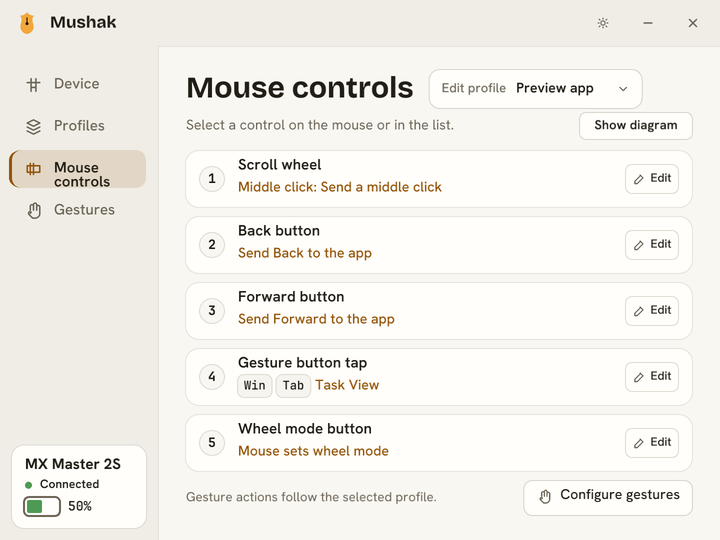 Mushak
Device
Profiles
Mouse
controls
Gestures
MX Master 2S
Connected
50%
Mouse controls
Edit profile Preview app
Select a control on the mouse or in the list.
Show diagram
1
Scroll wheel
Middle click: Send a middle click
Edit
2
Back button
Send Back to the app
Edit
3
Forward button
Send Forward to the app
Edit
4
Gesture button tap
Win Tab Task View
Edit
5
Wheel mode button
Mouse sets wheel mode
Edit
Gesture actions follow the selected profile.
Configure gestures